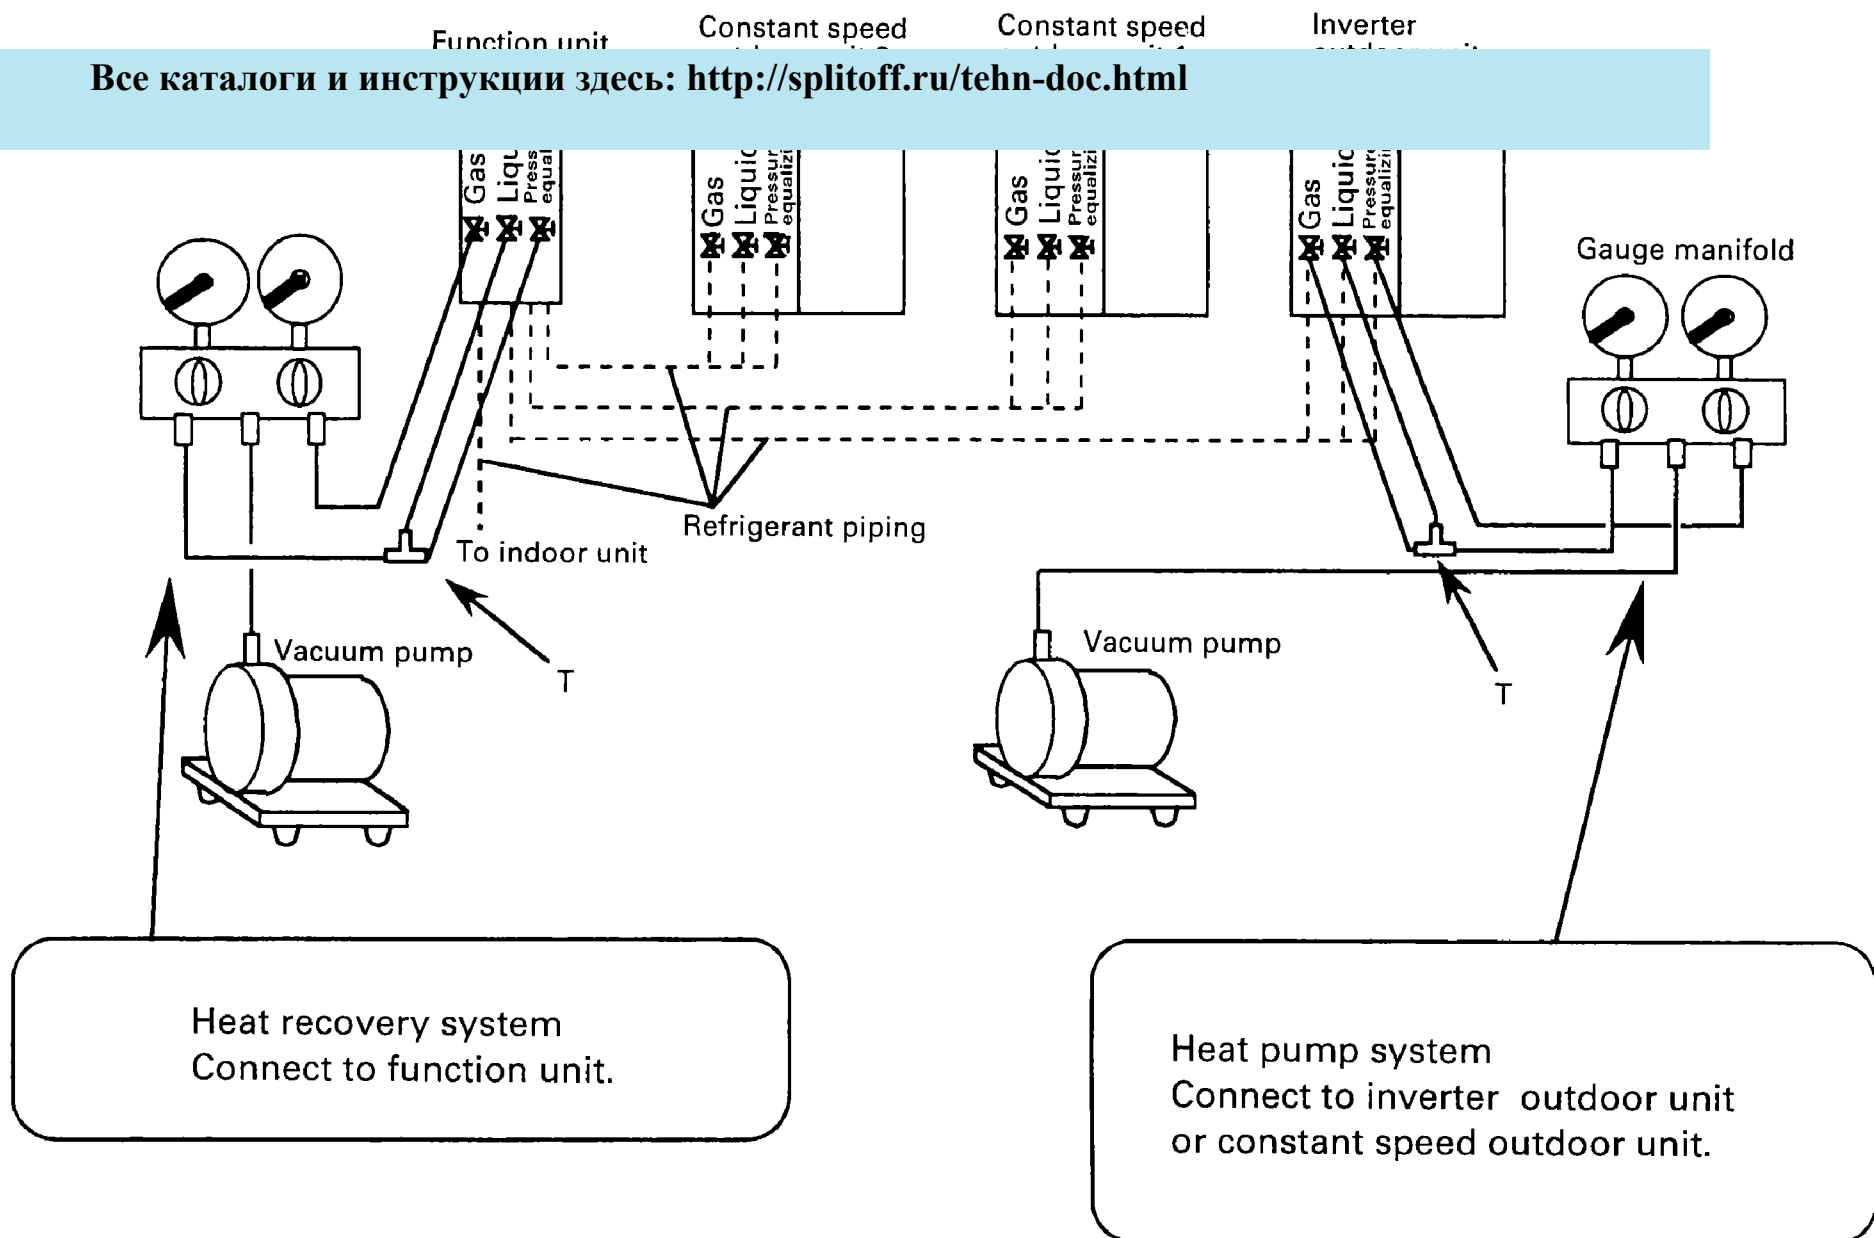 Function unit
Constant speed
Constant speed
Inverter
Все каталоги и инструкции здесь: http://splitoff.ru/tehn-doc.html
Gas
Gas
Gas
Gas
Pressure
Gauge manifold
Refrigerant piping
To indoor unit
Vacuum pump
T
Vacuum pump
T
Heat recovery system
Connect to function unit.
Heat pump system
Connect to inverter outdoor unit
or constant speed outdoor unit.